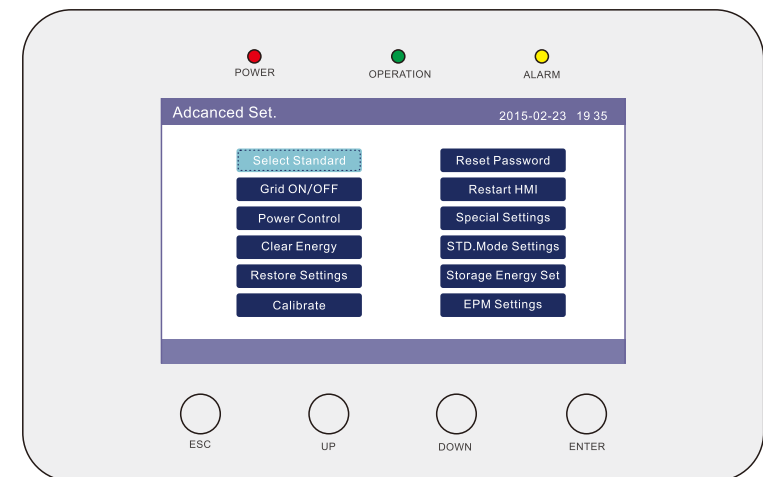 POWER OPERATION ALARM
Adcanced Set. 2015-02-23 19 35
Select Standard Reset Password
Grid ON/OFF Restart HMI
Power Control Special Settings
Clear Energy STD.Mode Settings
Restore Settings Storage Energy Set
Calibrate EPM Settings
ESC UP DOWN ENTER